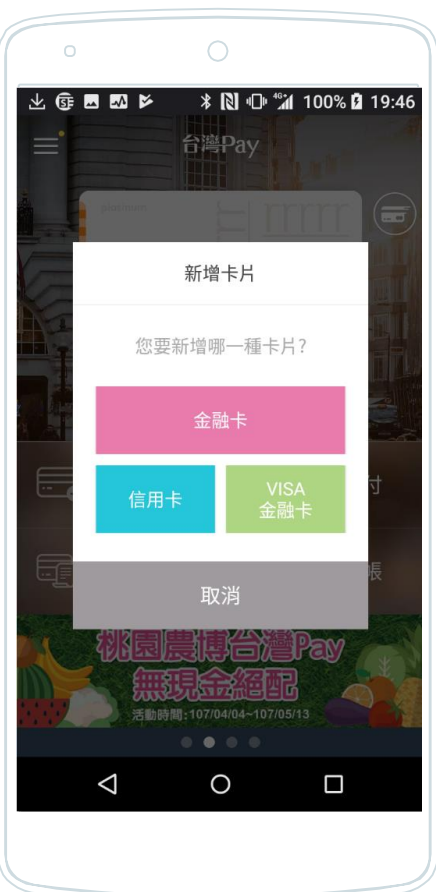 100% 19:46
台灣Pay
新增卡片
您要新增哪一種卡片?
金融卡
信用卡
VISA
金融卡
付
帳
取消
桃園農博台灣Pay
無現金絕配
活動時間:107/04/04~107/05/13